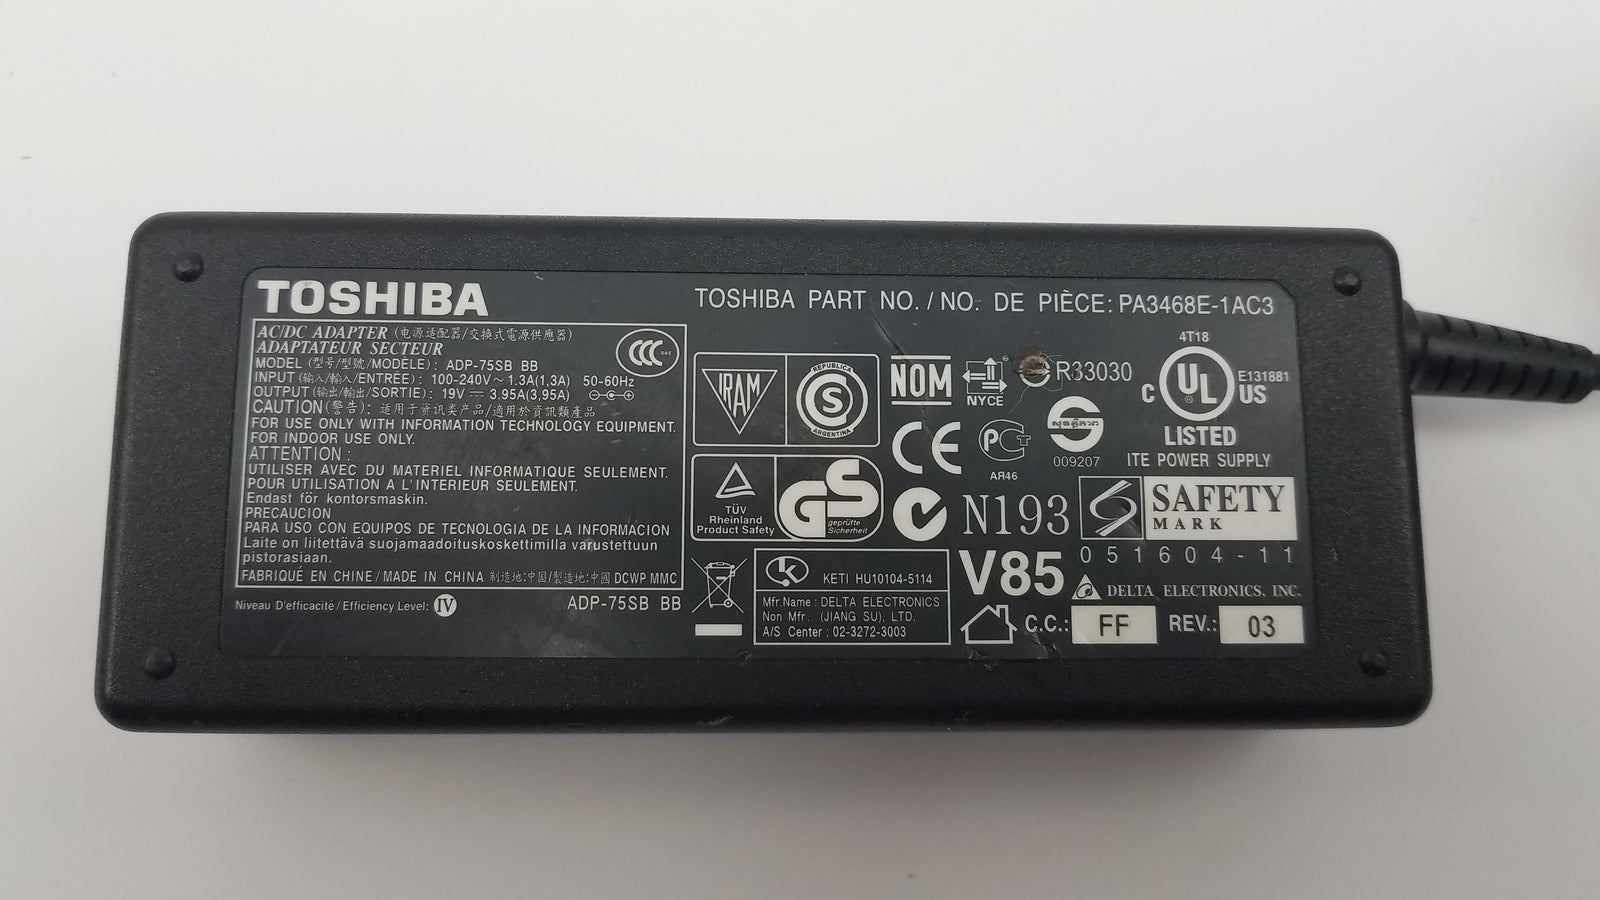 TOSHIBA
TOSHIBA PART NO. / NO. DE PIÈCE: PA3468E-1AC3
AC/DC ADAPTER (电源适配器/交換式電源供應器)
ADAPTATEUR SECTEUR
MODEL (型号/型號/MODÈLE): ADP-75SB BB
INPUT (输入/輸入/ENTRÉE): 100-240V~1.3A(1,3A) 50-60Hz
OUTPUT (输出/輸出/SORTIE): 19V 3.95A(3,95A)
CAUTION(警告): 适用于资讯类产品/適用於資訊類產品
FOR USE ONLY WITH INFORMATION TECHNOLOGY EQUIPMENT.
FOR INDOOR USE ONLY.
ATTENTION :
UTILISER AVEC DU MATERIEL INFORMATIQUE SEULEMENT.
POUR UTILISATION A L'INTERIEUR SEULEMENT.
Endast för kontorsmaskin.
PRECAUCION
PARA USO CON EQUIPOS DE TECNOLOGIA DE LA INFORMACION
Laite on liitettävä suojamaadoituskoskettimilla varustettuun
pistorasiaan.
FABRIQUÉ EN CHINE/MADE IN CHINA 制造地:中国/製造地:中國 DCWP MMC
Niveau D'efficacité / Efficiency Level: IV
ADP-75SB BB
CCC
S&E
IRAM
REPUBLICA
S
ARGENTINA
NOM
NYCE
R33030
4T18
C UL US
E131881
LISTED
ITE POWER SUPPLY
CE
PCT
АЯ46
009207
TÜV
Rheinland
Product Safety
GS
geprüfte
Sicherheit
N193
SAFETY
MARK
051604-11
V85
DELTA ELECTRONICS, INC.
KETI HU10104-5114
Mfr.Name : DELTA ELECTRONICS
Non Mfr. (JIANG SU), LTD.
A/S Center : 02-3272-3003
C.C.: FF
REV.: 03